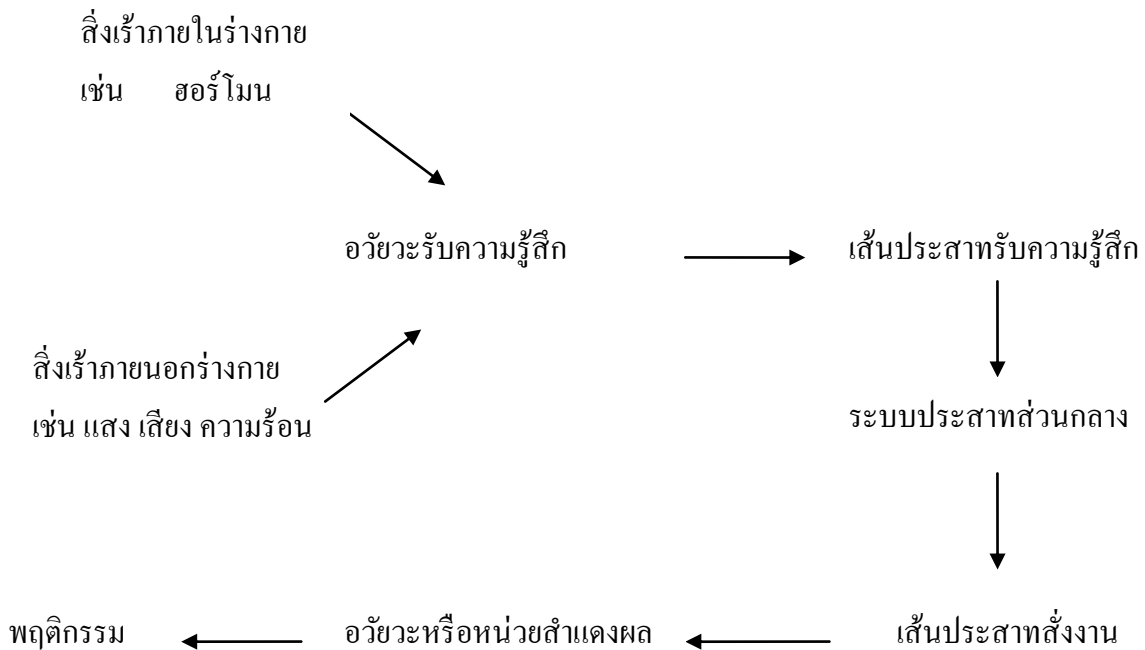 สิ่งเร้าภายในร่างกาย
เช่น ฮอร์โมน
อวัยวะรับความรู้สึก
เส้นประสาทรับความรู้สึก
สิ่งเร้าภายนอกร่างกาย
เช่น แสง เสียง ความร้อน
ระบบประสาทส่วนกลาง
พฤติกรรม
อวัยวะหรือหน่วยสำแดงผล
เส้นประสาทสั่งงาน